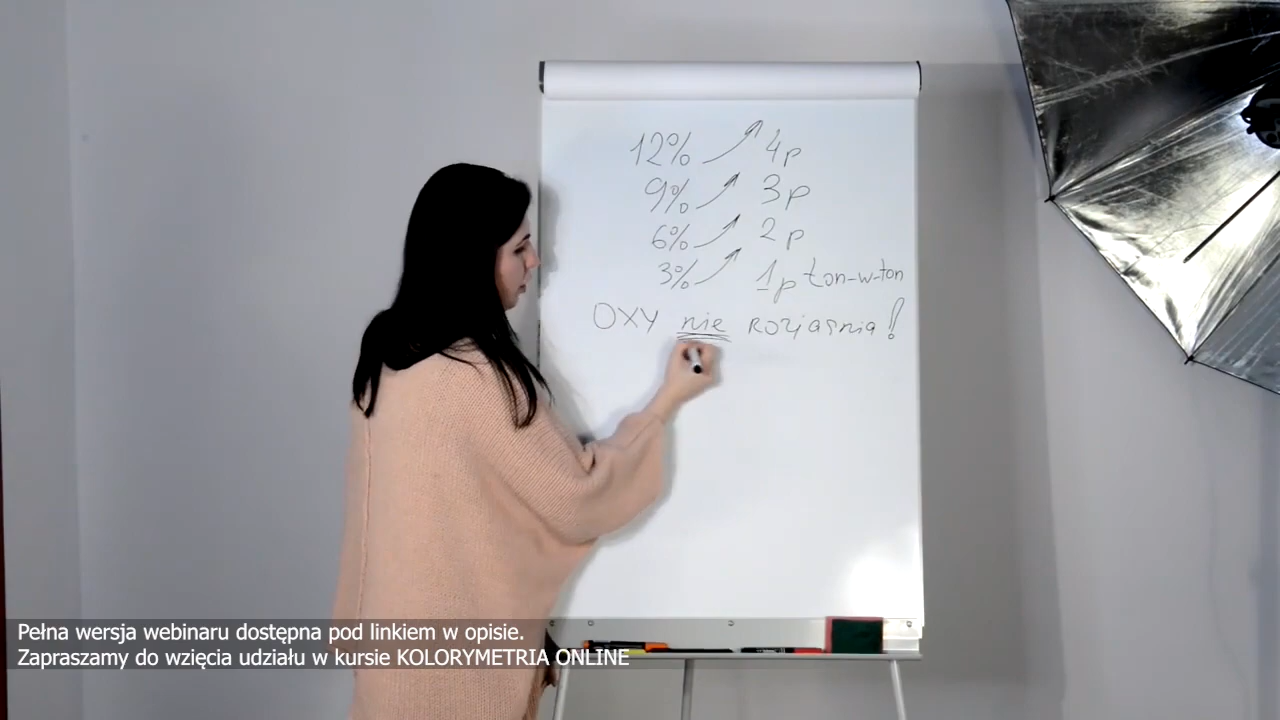 12% 4p
9% 3p
6% 2p
3% 1p ton-w-ton
OXY nie rozjaśnia!
Pełna wersja webinaru dostępna pod linkiem w opisie.
Zapraszamy do wzięcia udziału w kursie KOLORYMETRIA ONLINE